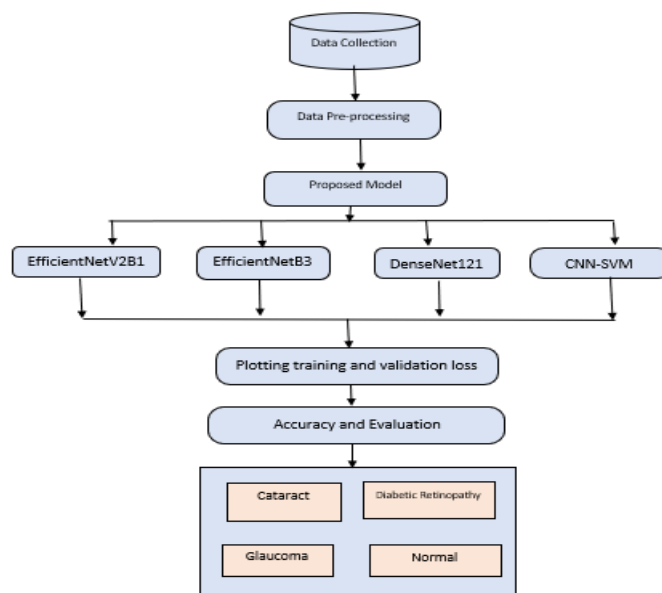 Data Collection
Data Pre-processing
Proposed Model
EfficientNetV2B1
EfficientNetB3
DenseNet121
CNN-SVM
Plotting training and validation loss
Accuracy and Evaluation
Cataract
Diabetic Retinopathy
Glaucoma
Normal